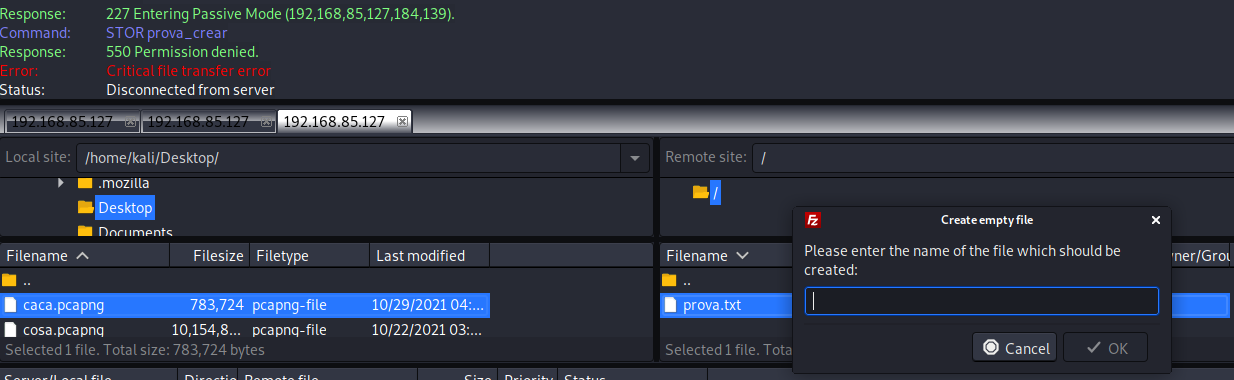 Response: 227 Entering Passive Mode (192,168,85,127,184,139).
Command: STOR prova_crear
Response: 550 Permission denied.
Error: Critical file transfer error
Status: Disconnected from server
192.168.85.127 192.168.85.127 192.168.85.127
Local site: /home/kali/Desktop/
Remote site: /
.mozilla
Desktop
Documents
/
Filename Filesize Filetype Last modified
..
caca.pcapng 783,724 pcapng-file 10/29/2021 04:...
cosa.pcapng 10,154,8... pcapng-file 10/22/2021 03:...
Selected 1 file. Total size: 783,724 bytes
Filename
..
prova.txt
Selected 1 file. Tot
Create empty file
Please enter the name of the file which should be
created:
Cancel OK
Server/Local file Directio Remote file Size Priority Status